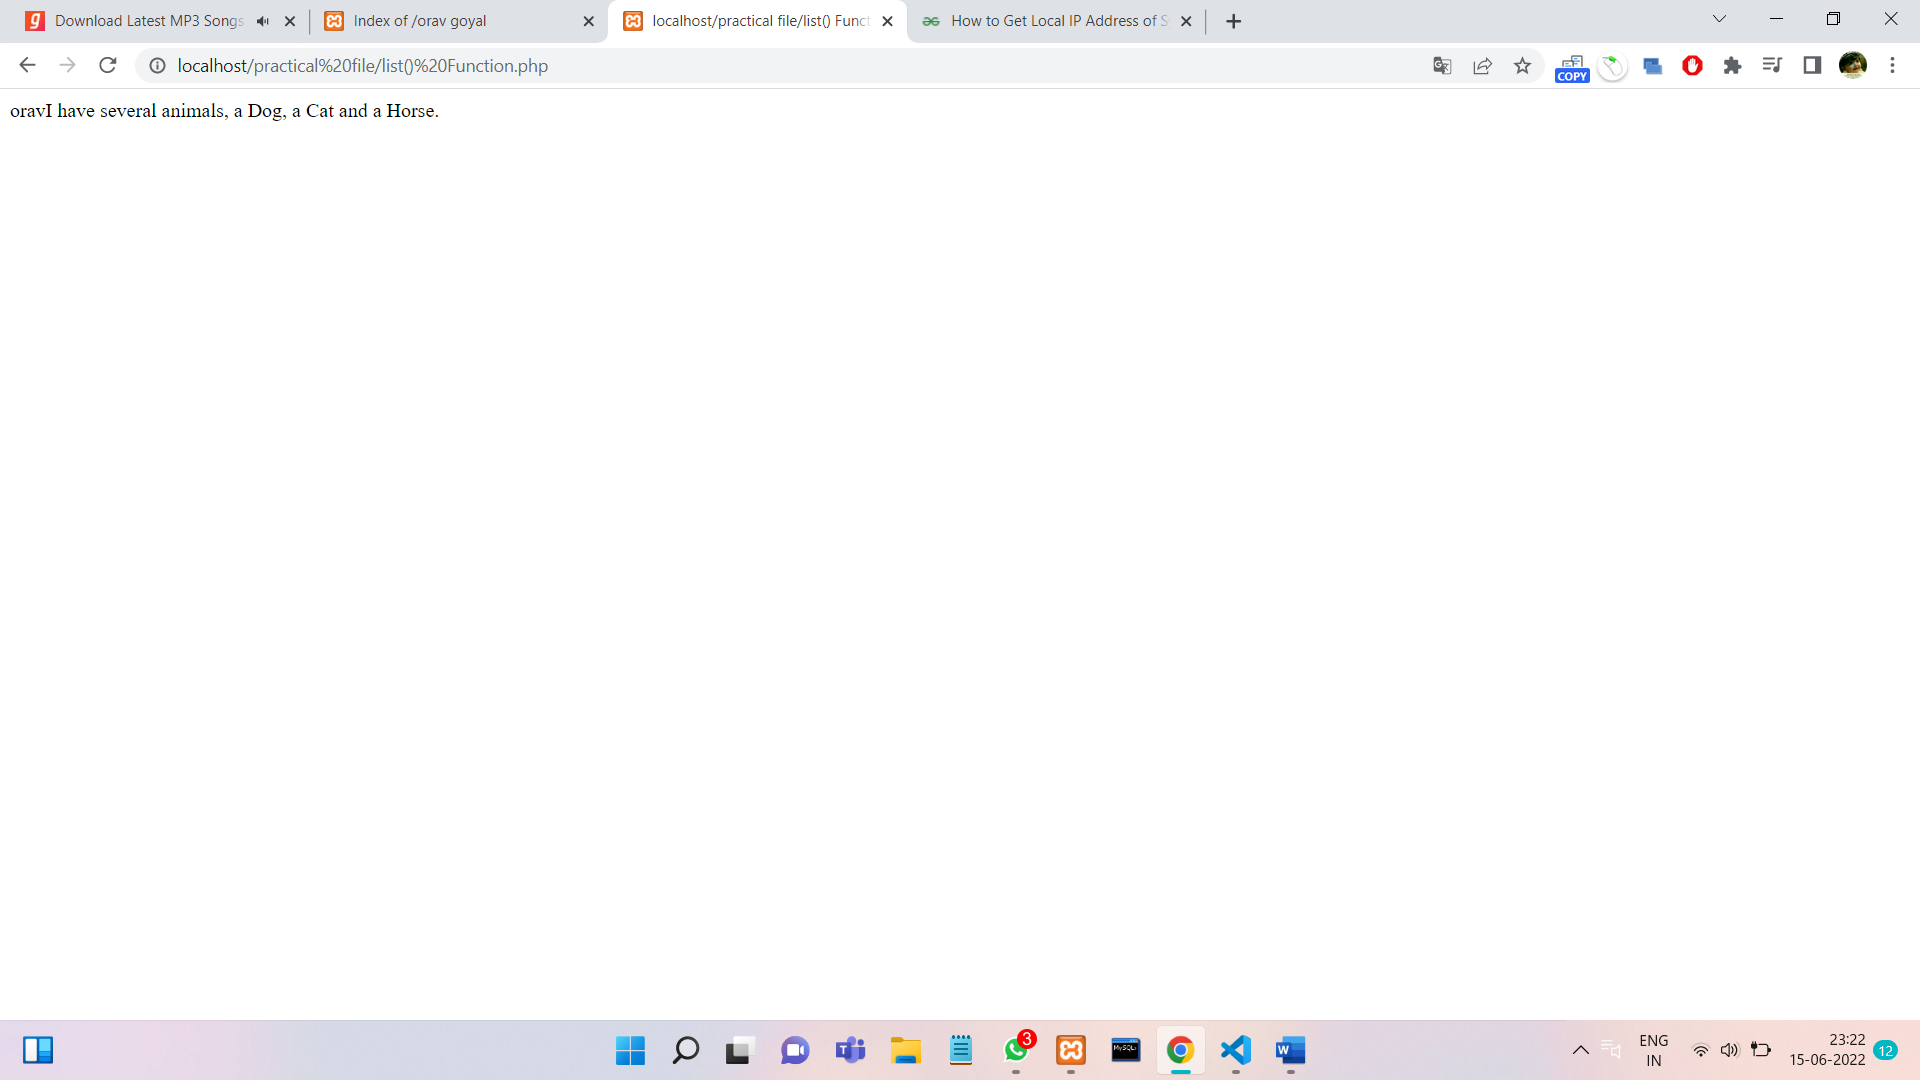 Download Latest MP3 Songs
Index of /orav goyal
localhost/practical file/list() Funct
How to Get Local IP Address of S
localhost/practical%20file/list()%20Function.php
COPY
oravI have several animals, a Dog, a Cat and a Horse.
3
MySQL
ENG
IN
23:22
15-06-2022
12